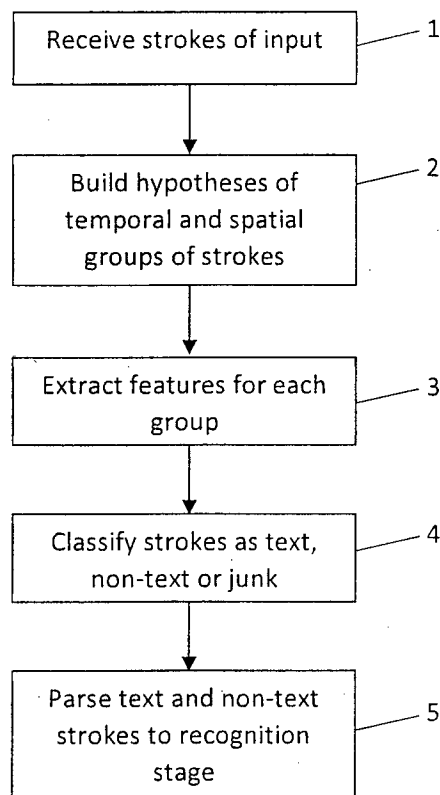 Receive strokes of input
1
Build hypotheses of
temporal and spatial
groups of strokes
2
Extract features for each
group
3
Classify strokes as text,
non-text or junk
4
Parse text and non-text
strokes to recognition
stage
5